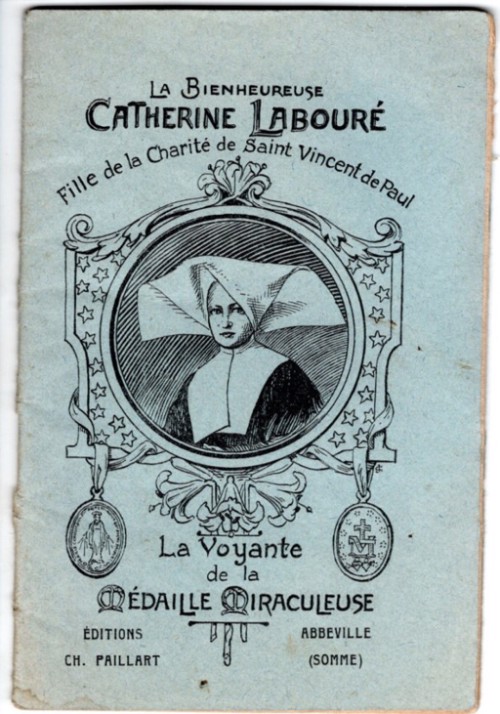 La Bienheureuse
Catherine Labouré
Fille de la Charité de Saint Vincent de Paul
La Voyante
de la
Médaille Miraculeuse
ÉDITIONS
CH. PAILLART
ABBEVILLE
(SOMME)